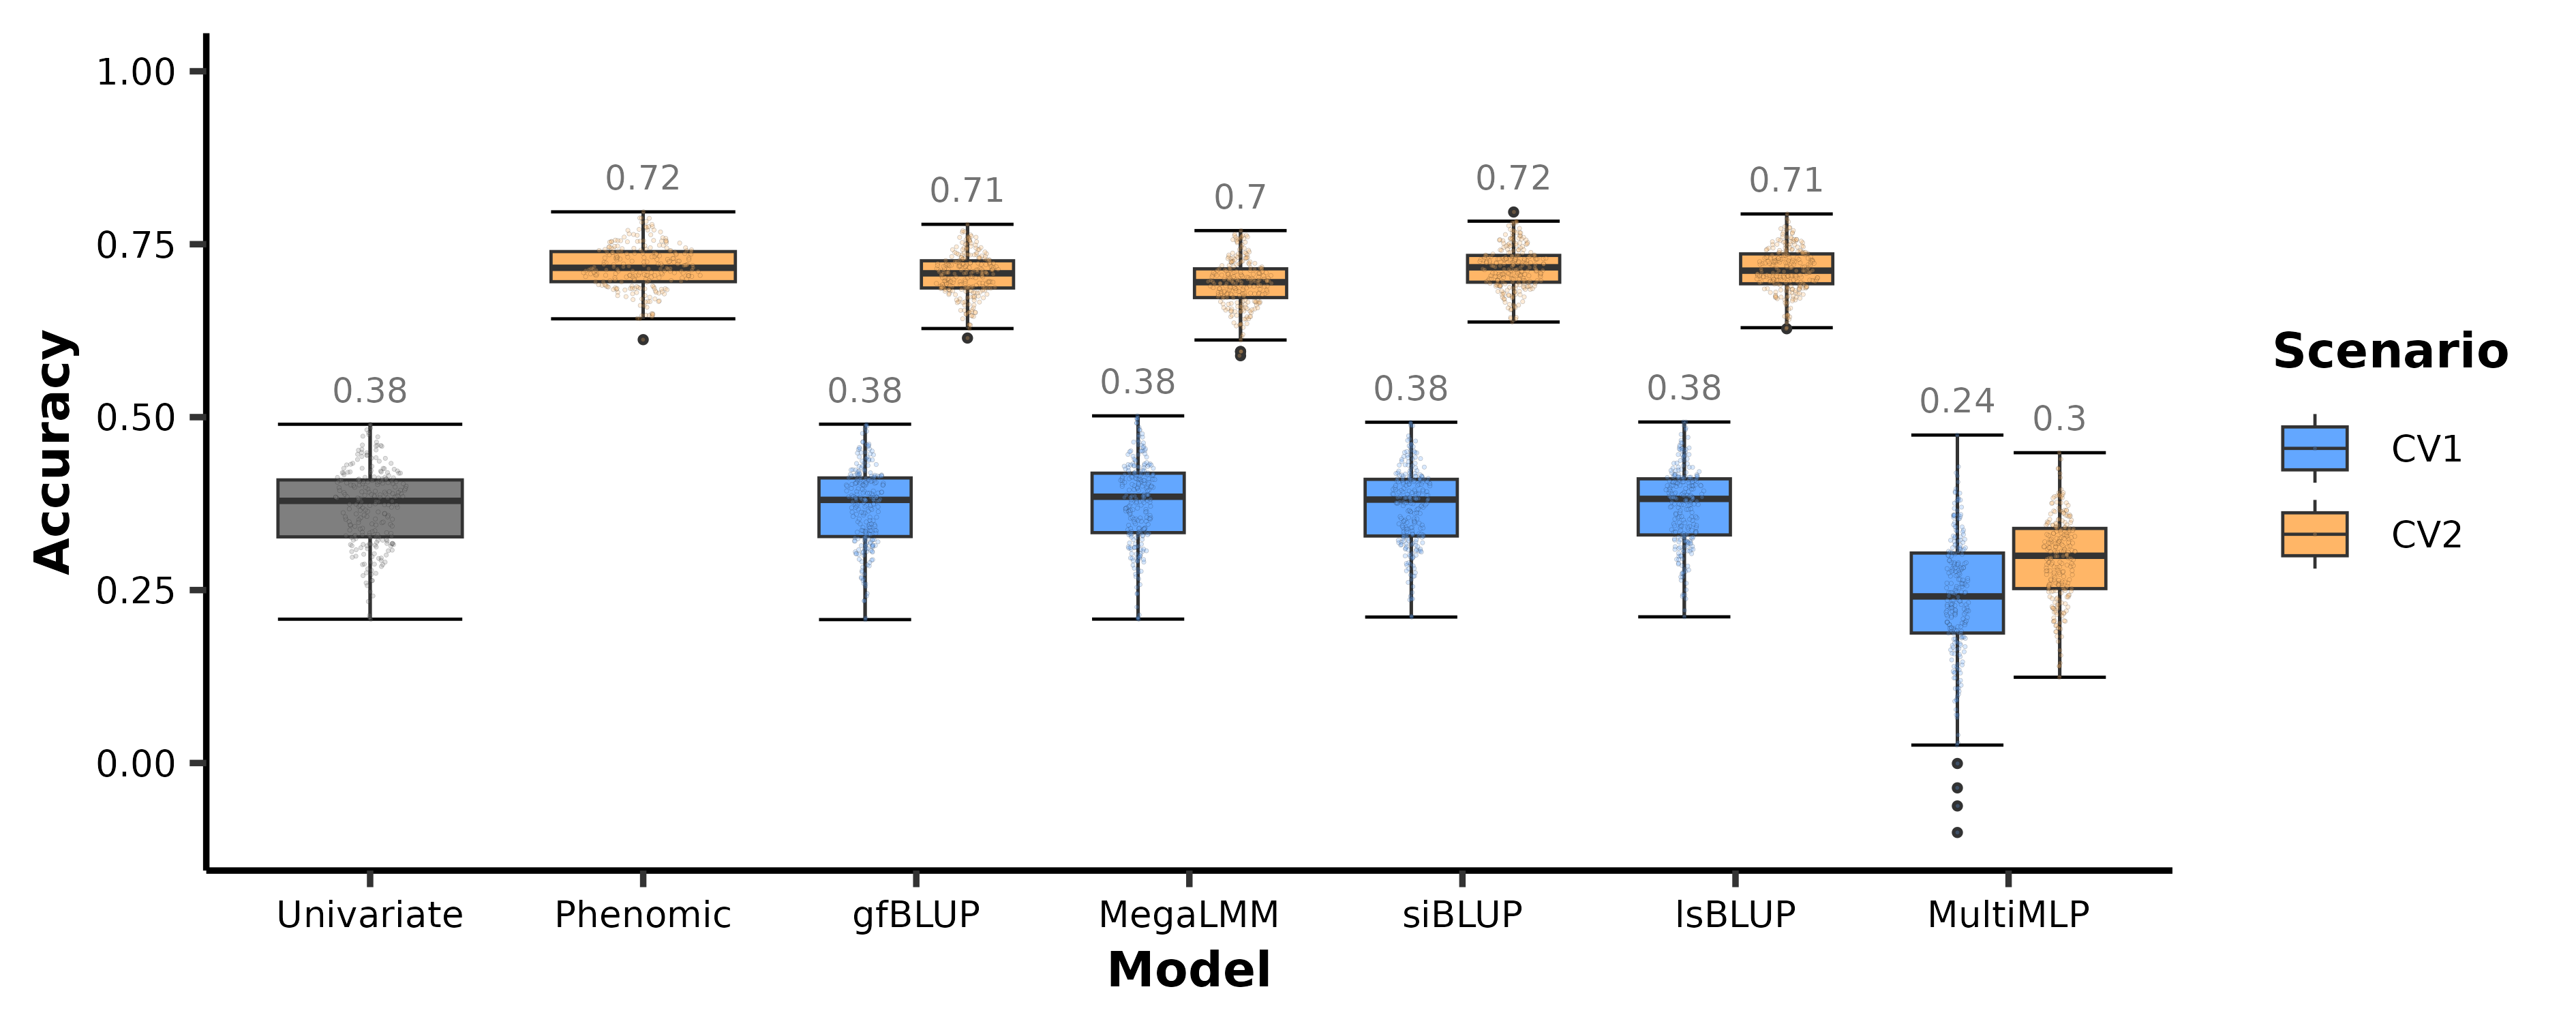 Accuracy
1.00
0.75
0.50
0.25
0.00
0.38
0.72
0.38
0.71
0.38
0.7
0.38
0.72
0.38
0.71
0.24
0.3
Univariate
Phenomic
gfBLUP
MegaLMM
siBLUP
lsBLUP
MultiMLP
Model
Scenario
CV1
CV2